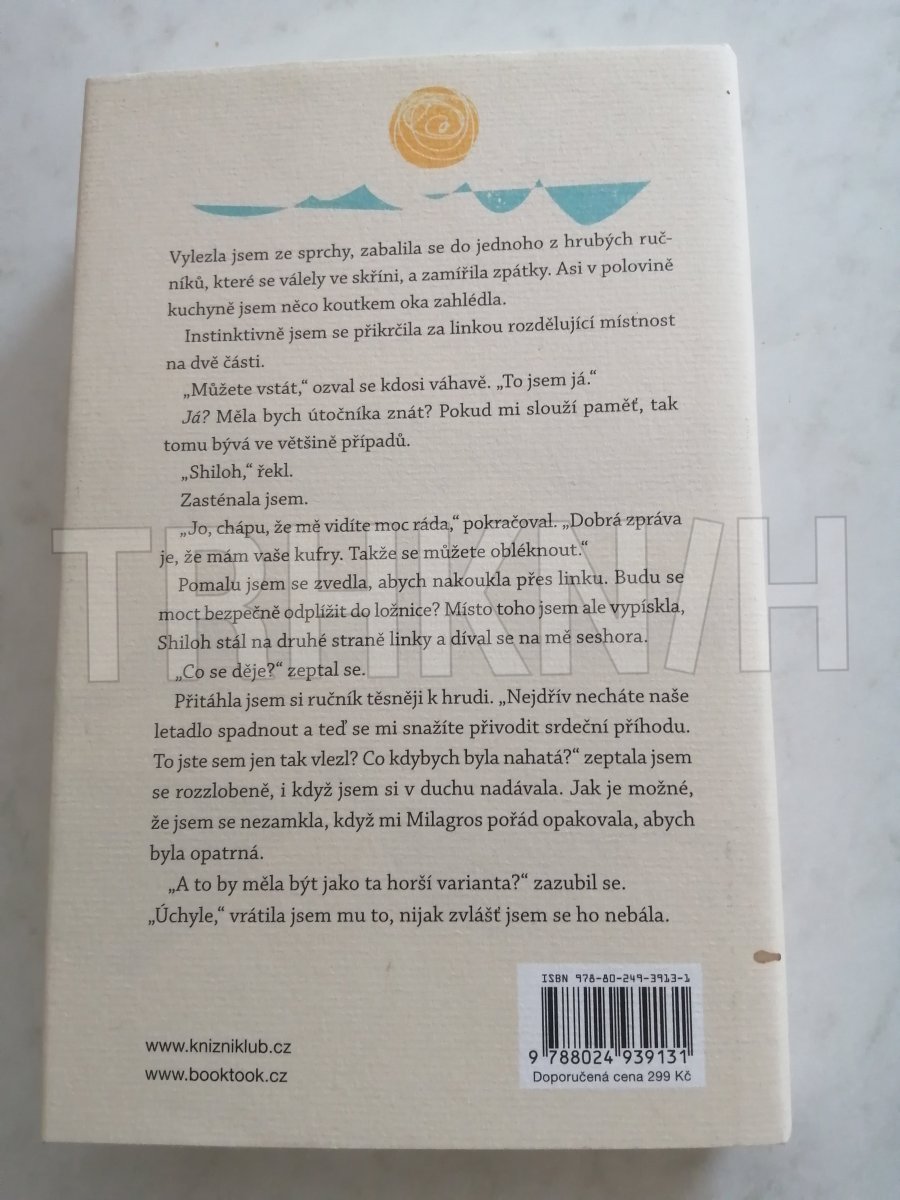 Vylezla jsem ze sprchy, zabalila se do jednoho z hrubých ruč-
níků, které se válely ve skříni, a zamířila zpátky. Asi v polovině
kuchyně jsem něco koutkem oka zahlédla.
Instinktivně jsem se přikrčila za linkou rozdělující místnost
na dvě části.
„Můžete vstát,“ ozval se kdosi váhavě. „To jsem já.“
Já? Měla bych útočníka znát? Pokud mi slouží paměť, tak
tomu bývá ve většině případů.
„Shiloh,“ řekl.
Zasténala jsem.
„Jo, chápu, že mě vidíte moc ráda,“ pokračoval. „Dobrá zpráva
je, že mám vaše kufry. Takže se můžete obléknout.“
Pomalu jsem se zvedla, abych nakoukla přes linku. Budu se
moct bezpečně odplížit do ložnice? Místo toho jsem ale vypískla,
Shiloh stál na druhé straně linky a díval se na mě seshora.
„Co se děje?“ zeptal se.
Přitáhla jsem si ručník těsněji k hrudi. „Nejdřív necháte naše
letadlo spadnout a teď se mi snažíte přivodit srdeční příhodu.
To jste sem jen tak vlezl? Co kdybych byla nahatá?“ zeptala jsem
se rozzlobeně, i když jsem si v duchu nadávala. Jak je možné,
že jsem se nezamkla, když mi Milagros pořád opakovala, abych
byla opatrná.
„A to by měla být jako ta horší varianta?“ zazubil se.
„Úchyle,“ vrátila jsem mu to, nijak zvlášť jsem se ho nebála.
TRHKNIH
ISBN 978-80-249-3913-1
9 788024 939131
Doporučená cena 299 Kč
www.knizniklub.cz
www.booktook.cz